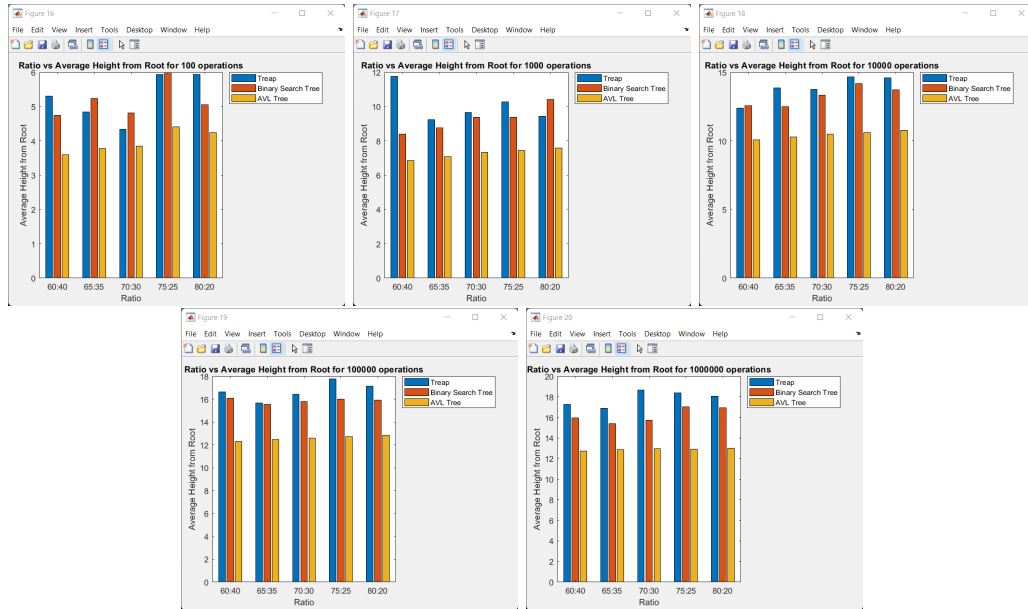 Figure 16
File Edit View Insert Tools Desktop Window Help
Ratio vs Average Height from Root for 100 operations
Treap
Binary Search Tree
AVL Tree
6
5
4
3
2
1
0
Average Height from Root
60:40 65:35 70:30 75:25 80:20
Ratio
Figure 17
File Edit View Insert Tools Desktop Window Help
Ratio vs Average Height from Root for 1000 operations
Treap
Binary Search Tree
AVL Tree
12
10
8
6
4
2
0
Average Height from Root
60:40 65:35 70:30 75:25 80:20
Ratio
Figure 18
File Edit View Insert Tools Desktop Window Help
Ratio vs Average Height from Root for 10000 operations
Treap
Binary Search Tree
AVL Tree
15
10
5
0
Average Height from Root
60:40 65:35 70:30 75:25 80:20
Ratio
Figure 19
File Edit View Insert Tools Desktop Window Help
Ratio vs Average Height from Root for 100000 operations
Treap
Binary Search Tree
AVL Tree
18
16
14
12
10
8
6
4
2
0
Average Height from Root
60:40 65:35 70:30 75:25 80:20
Ratio
Figure 20
File Edit View Insert Tools Desktop Window Help
Ratio vs Average Height from Root for 1000000 operations
Treap
Binary Search Tree
AVL Tree
20
18
16
14
12
10
8
6
4
2
0
Average Height from Root
60:40 65:35 70:30 75:25 80:20
Ratio